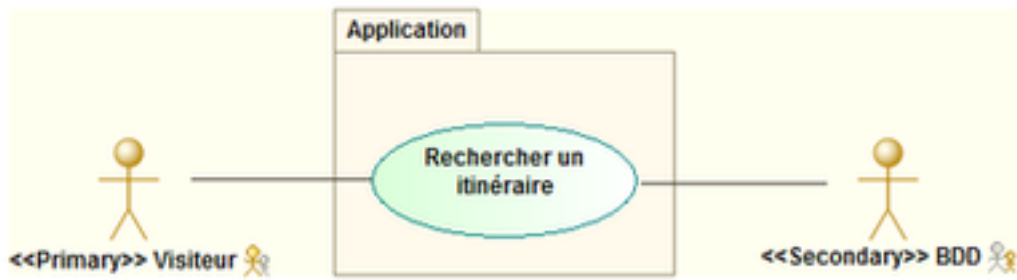 Application
Rechercher un
itinéraire
<<Primary>> Visiteur
<<Secondary>> BDD